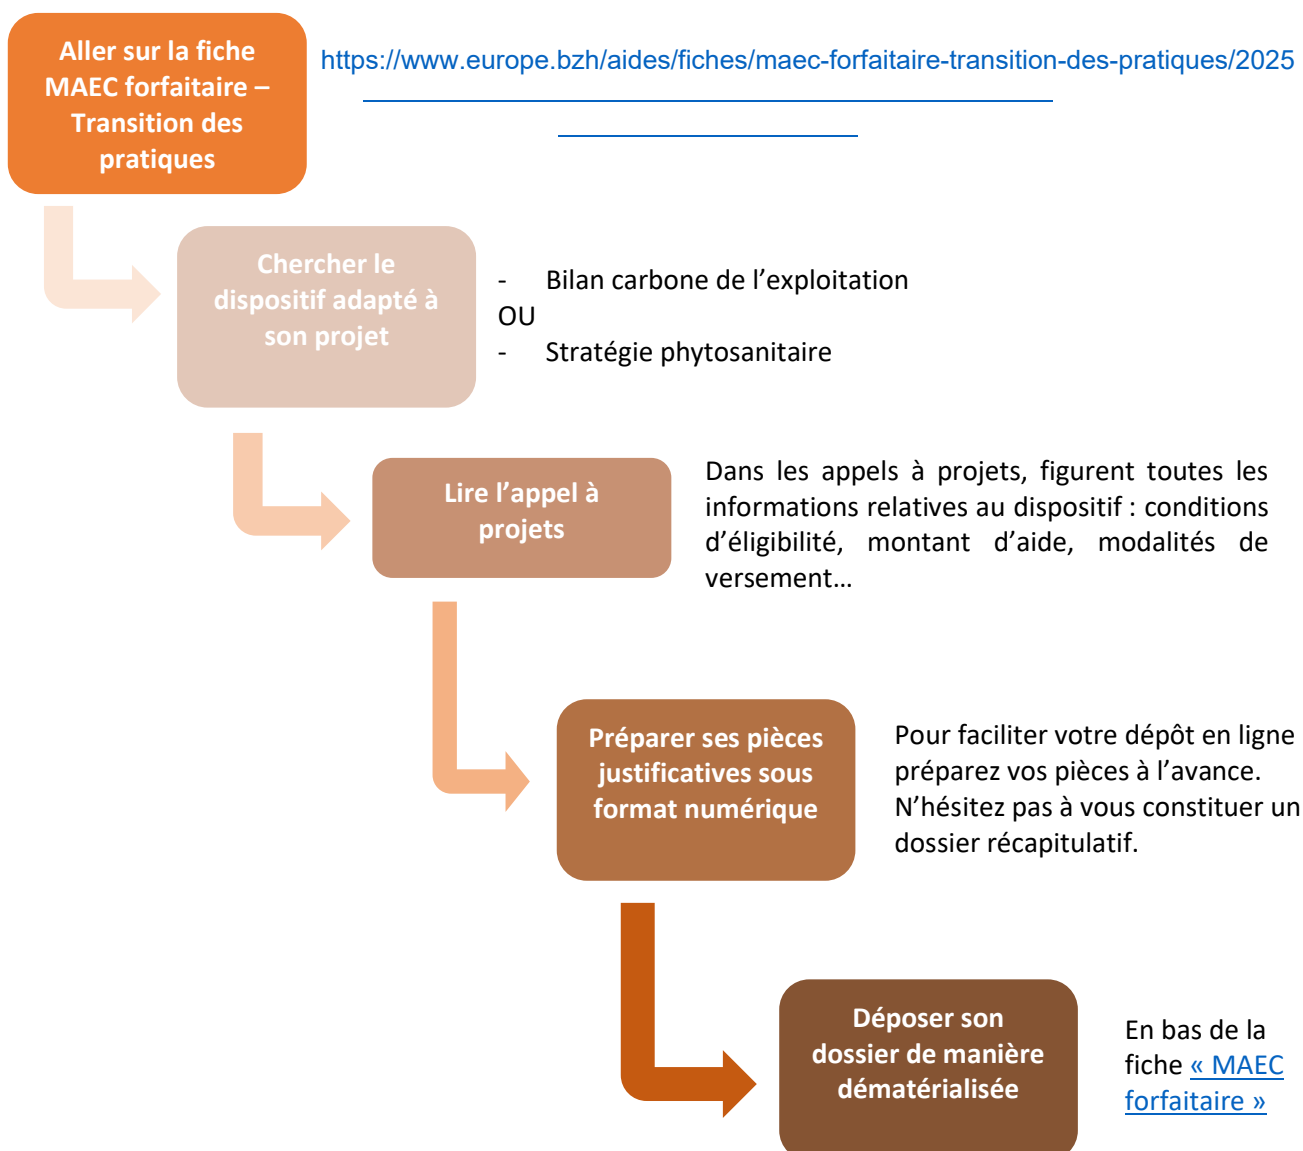 Aller sur la fiche
MAEC forfaitaire –
Transition des
pratiques
https://www.europe.bzh/aides/fiches/maec-forfaitaire-transition-des-pratiques/2025
Chercher le
dispositif adapté à
son projet
- Bilan carbone de l’exploitation
OU
- Stratégie phytosanitaire
Lire l’appel à
projets
Dans les appels à projets, figurent toutes les
informations relatives au dispositif : conditions
d’éligibilité, montant d’aide, modalités de
versement…
Préparer ses pièces
justificatives sous
format numérique
Pour faciliter votre dépôt en ligne
préparez vos pièces à l’avance.
N’hésitez pas à vous constituer un
dossier récapitulatif.
Déposer son
dossier de manière
dématérialisée
En bas de la
fiche « MAEC
forfaitaire »